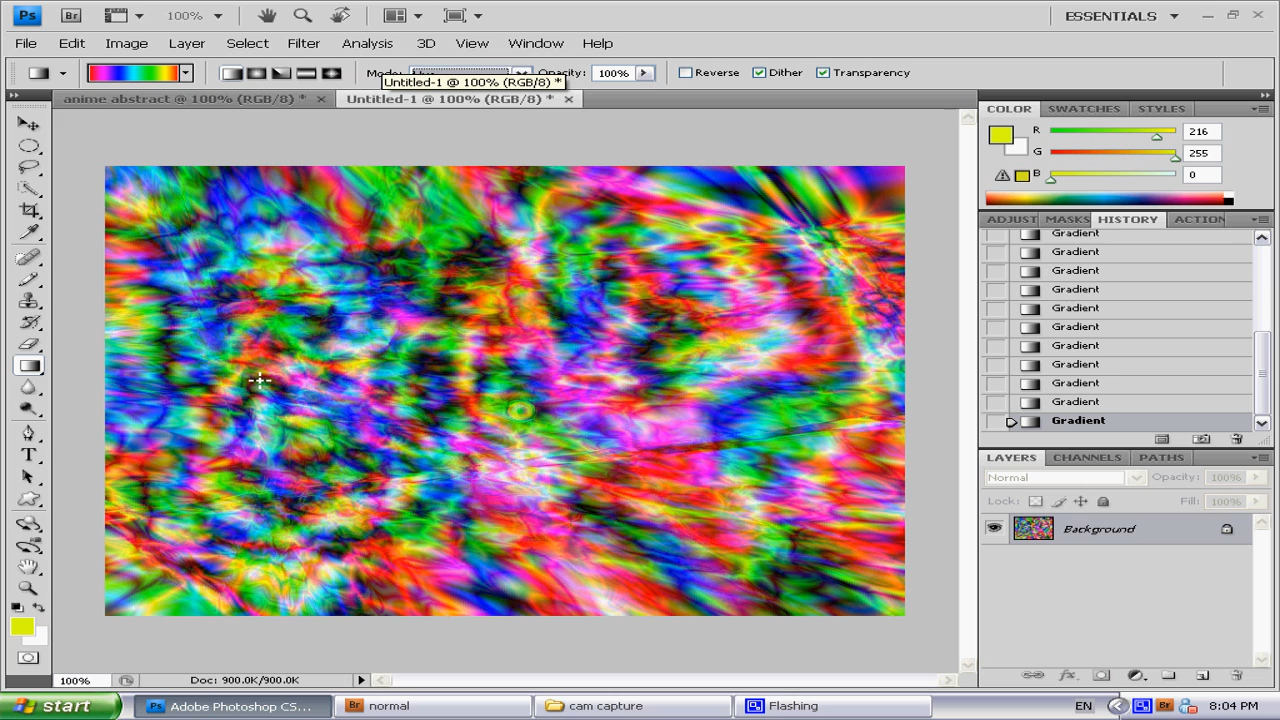 Ps Br 100% ESSENTIALS
File Edit Image Layer Select Filter Analysis 3D View Window Help
Mode: Opacity: 100% Reverse Dither Transparency
Untitled-1 @ 100% (RGB/8) *
anime abstract @ 100% (RGB/8) * Untitled-1 @ 100% (RGB/8) *
COLOR SWATCHES STYLES
R 216
G 255
B 0
ADJUST MASKS HISTORY ACTION
Gradient
Gradient
Gradient
Gradient
Gradient
Gradient
Gradient
Gradient
Gradient
Gradient
Gradient
LAYERS CHANNELS PATHS
Normal Opacity: 100%
Lock: Fill: 100%
Background
100% Doc: 900.0K/900.0K
start Ps Adobe Photoshop CS... Br normal cam capture Flashing EN Br 8:04 PM